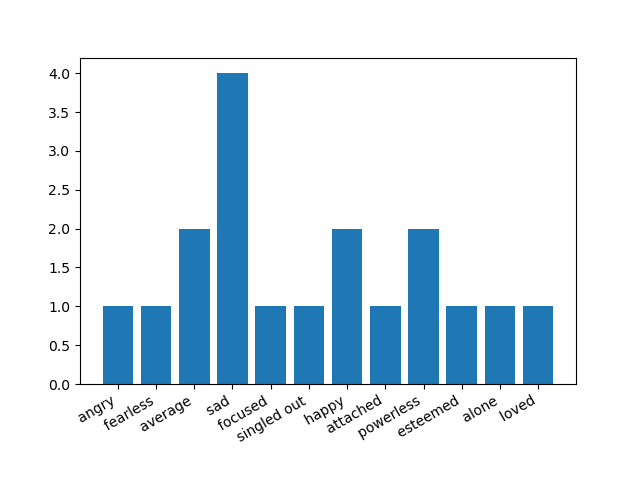 4.0
3.5
3.0
2.5
2.0
1.5
1.0
0.5
0.0
angry
fearless
average
sad
focused
singled out
happy
attached
powerless
esteemed
alone
loved